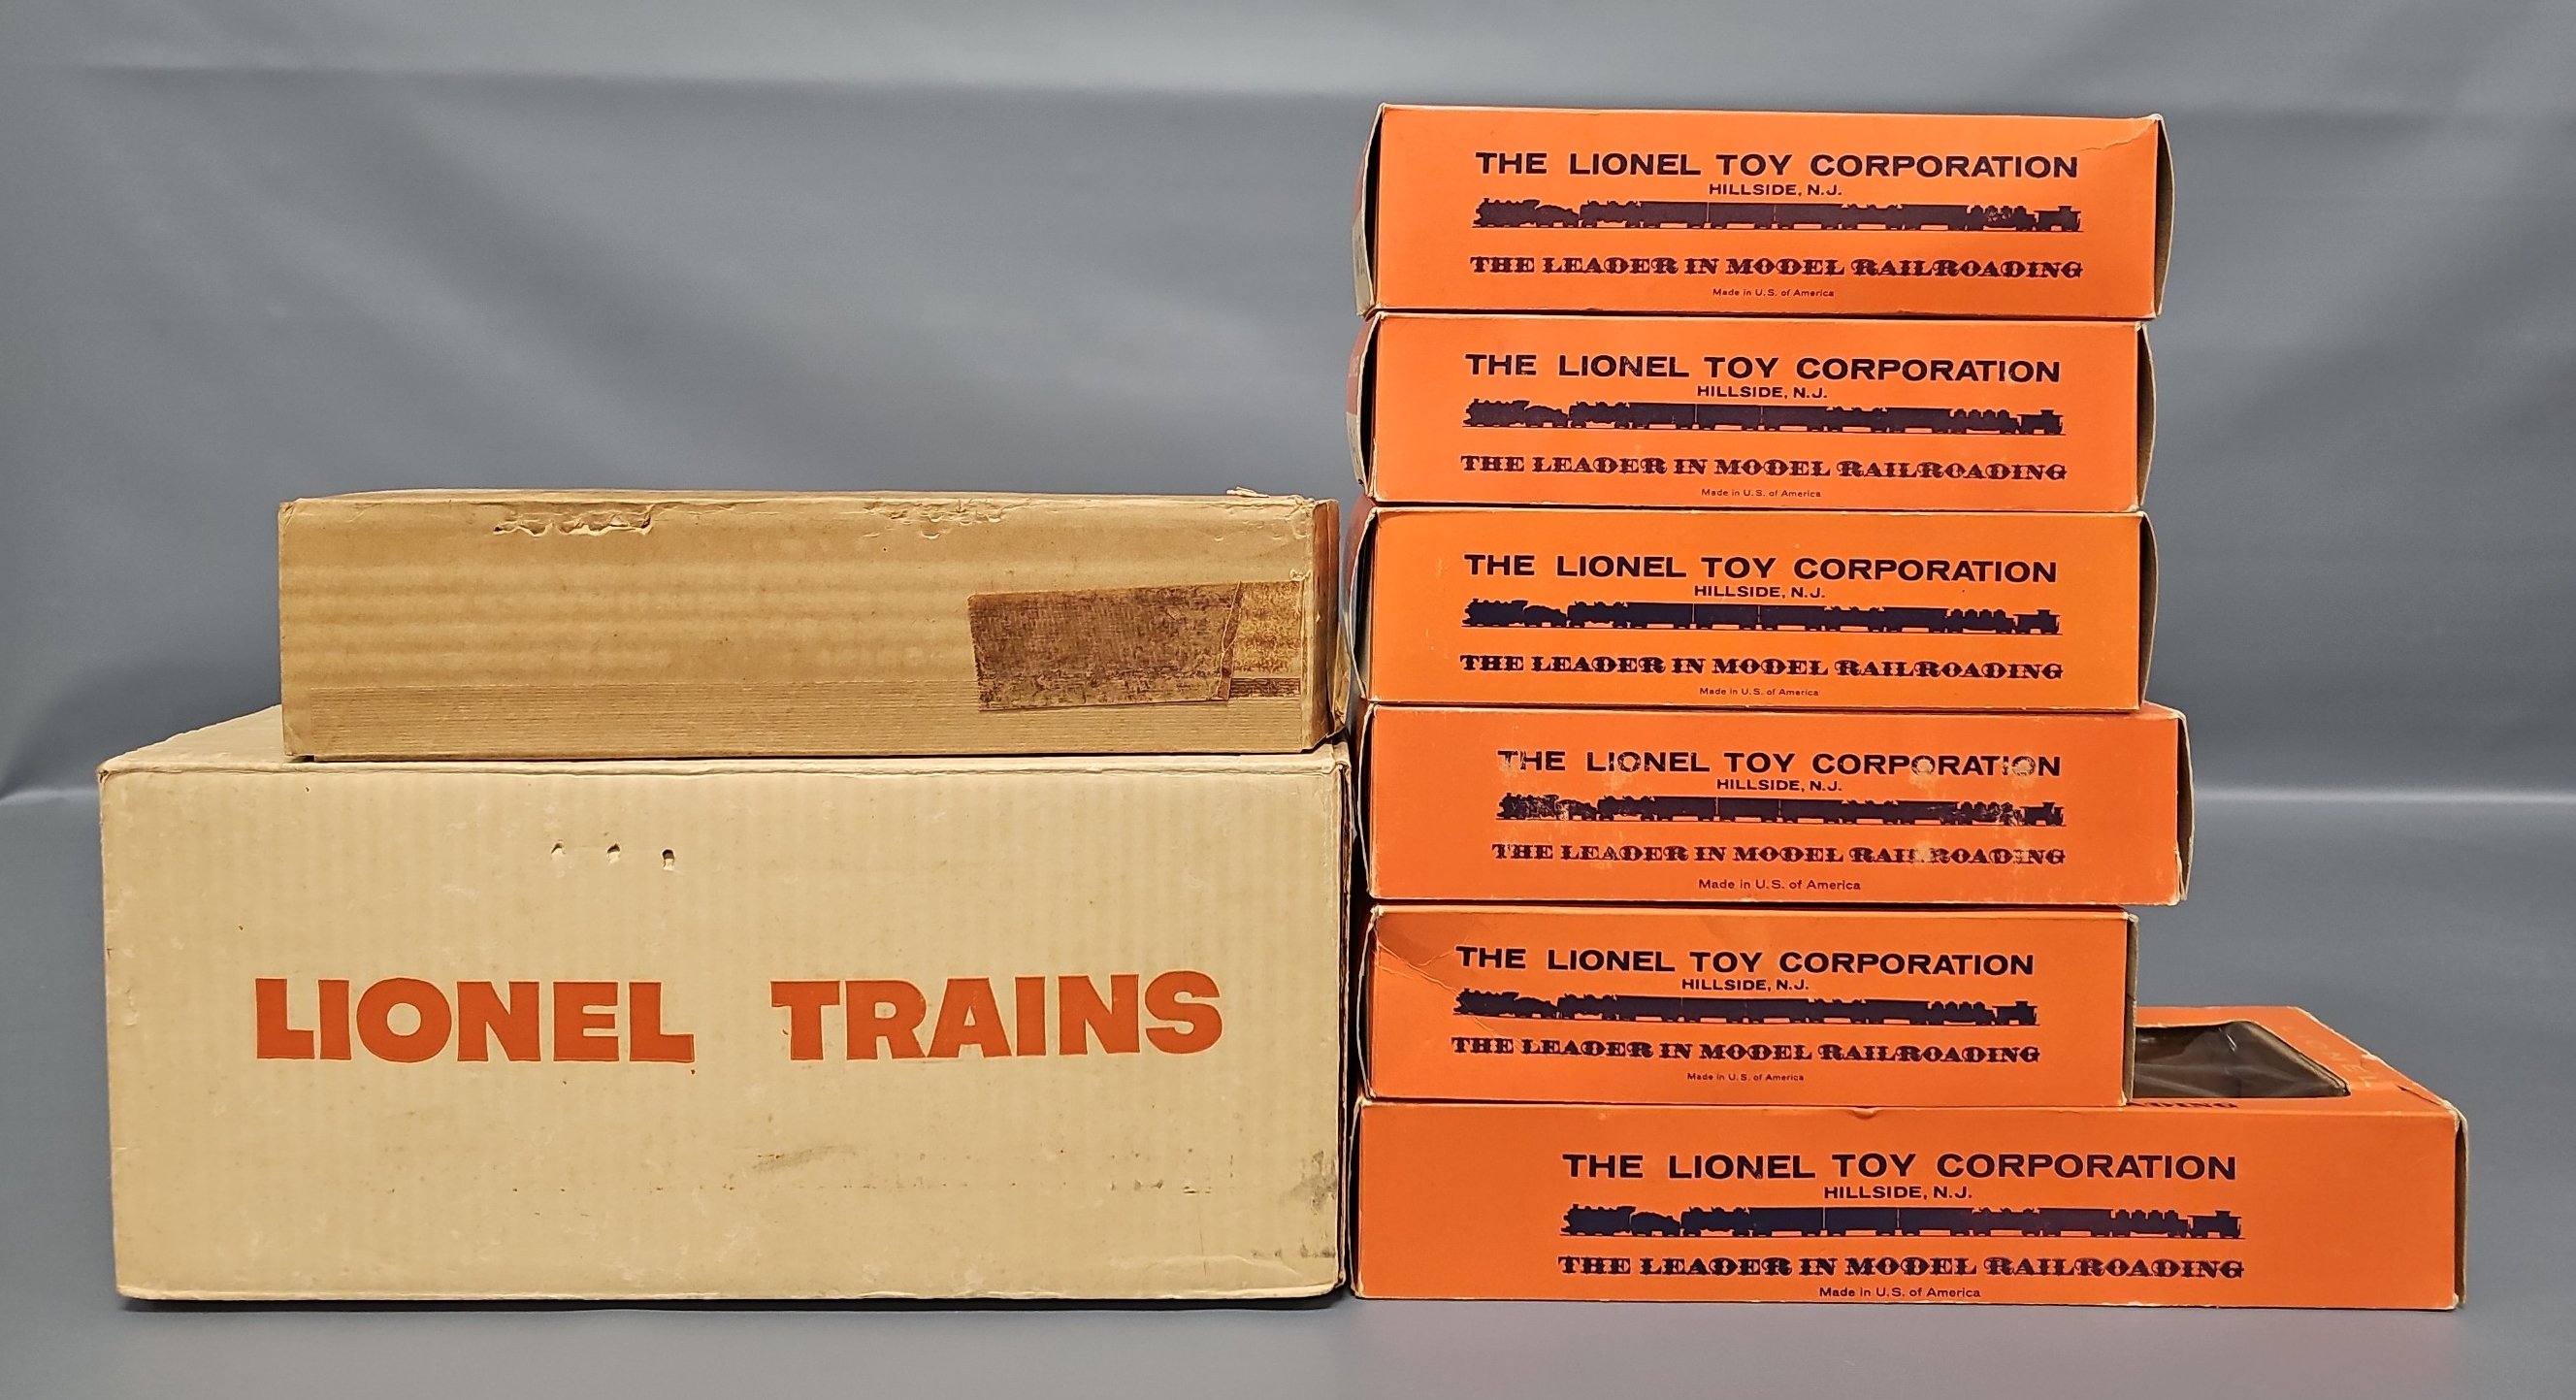 LIONEL TRAINS
THE LIONEL TOY CORPORATION
HILLSIDE, N.J.
THE LEADER IN MODEL RAILROADING
Made in U.S. of America
THE LIONEL TOY CORPORATION
HILLSIDE, N.J.
THE LEADER IN MODEL RAILROADING
Made in U.S. of America
THE LIONEL TOY CORPORATION
HILLSIDE, N.J.
THE LEADER IN MODEL RAILROADING
Made in U.S. of America
THE LIONEL TOY CORPORATION
HILLSIDE, N.J.
THE LEADER IN MODEL RAILROADING
Made in U.S. of America
THE LIONEL TOY CORPORATION
HILLSIDE, N.J.
THE LEADER IN MODEL RAILROADING
Made in U.S. of America
THE LIONEL TOY CORPORATION
HILLSIDE, N.J.
THE LEADER IN MODEL RAILROADING
Made in U.S. of America